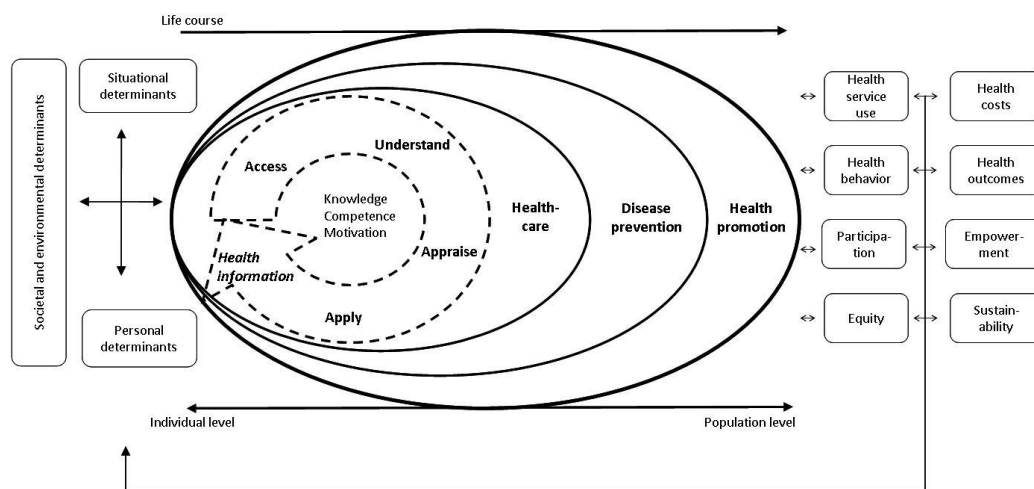 Life course
Societal and environmental determinants
Situational
determinants
Personal
determinants
Access
Understand
Knowledge
Competence
Motivation
Health
information
Appraise
Apply
Health-
care
Disease
prevention
Health
promotion
Health
service
use
Health
costs
Health
behavior
Health
outcomes
Participa-
tion
Empower-
ment
Equity
Sustain-
ability
Individual level
Population level